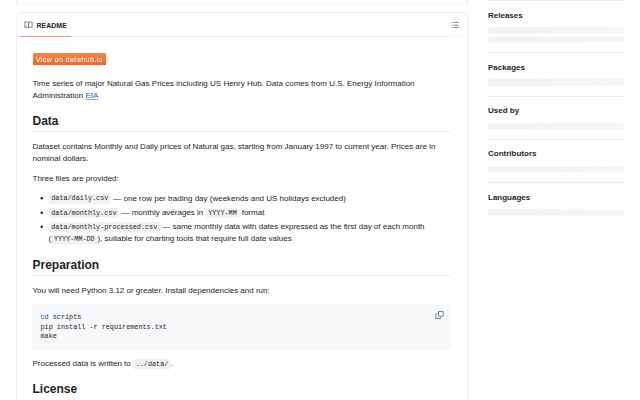 README
View on datahub.io
Time series of major Natural Gas Prices including US Henry Hub. Data comes from U.S. Energy Information
Administration EIA
Data
Dataset contains Monthly and Daily prices of Natural gas, starting from January 1997 to current year. Prices are in
nominal dollars.
Three files are provided:
• data/daily.csv — one row per trading day (weekends and US holidays excluded)
• data/monthly.csv — monthly averages in YYYY-MM format
• data/monthly-processed.csv — same monthly data with dates expressed as the first day of each month
(YYYY-MM-DD), suitable for charting tools that require full date values
Preparation
You will need Python 3.12 or greater. Install dependencies and run:
cd scripts
pip install -r requirements.txt
make
Processed data is written to ../data/.
License
Releases
Packages
Used by
Contributors
Languages